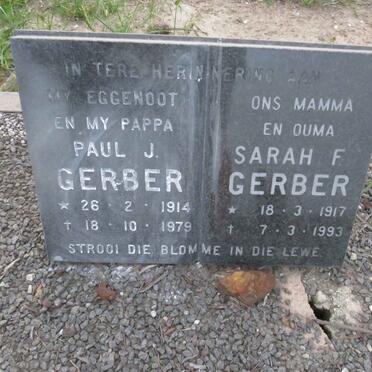 IN TERE HERINNERING AAN
MY EGGENOOT
EN MY PAPPA
PAUL J.
GERBER
* 26 - 2 - 1914
† 18 - 10 - 1979
ONS MAMMA
EN OUMA
SARAH F.
GERBER
* 18 - 3 - 1917
† 7 - 3 - 1993
STROOI DIE BLOMME IN DIE LEWE